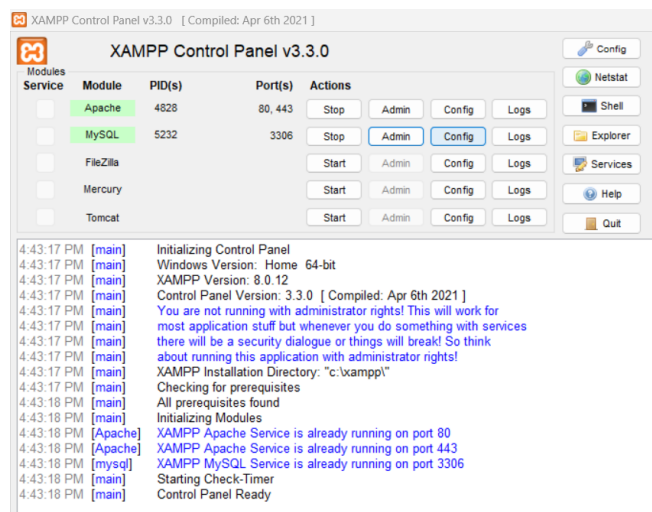 XAMPP Control Panel v3.3.0 [ Compiled: Apr 6th 2021 ]
XAMPP Control Panel v3.3.0
Config
Modules
Service Module PID(s) Port(s) Actions
Netstat
Apache 4828 80, 443 Stop Admin Config Logs
Shell
MySQL 5232 3306 Stop Admin Config Logs
Explorer
FileZilla Start Admin Config Logs
Services
Mercury Start Admin Config Logs
Help
Tomcat Start Admin Config Logs
Quit
4:43:17 PM [main] Initializing Control Panel
4:43:17 PM [main] Windows Version: Home 64-bit
4:43:17 PM [main] XAMPP Version: 8.0.12
4:43:17 PM [main] Control Panel Version: 3.3.0 [ Compiled: Apr 6th 2021 ]
4:43:17 PM [main] You are not running with administrator rights! This will work for
4:43:17 PM [main] most application stuff but whenever you do something with services
4:43:17 PM [main] there will be a security dialogue or things will break! So think
4:43:17 PM [main] about running this application with administrator rights!
4:43:17 PM [main] XAMPP Installation Directory: "c:\xampp\"
4:43:17 PM [main] Checking for prerequisites
4:43:18 PM [main] All prerequisites found
4:43:18 PM [main] Initializing Modules
4:43:18 PM [Apache] XAMPP Apache Service is already running on port 80
4:43:18 PM [Apache] XAMPP Apache Service is already running on port 443
4:43:18 PM [mysql] XAMPP MySQL Service is already running on port 3306
4:43:18 PM [main] Starting Check-Timer
4:43:18 PM [main] Control Panel Ready